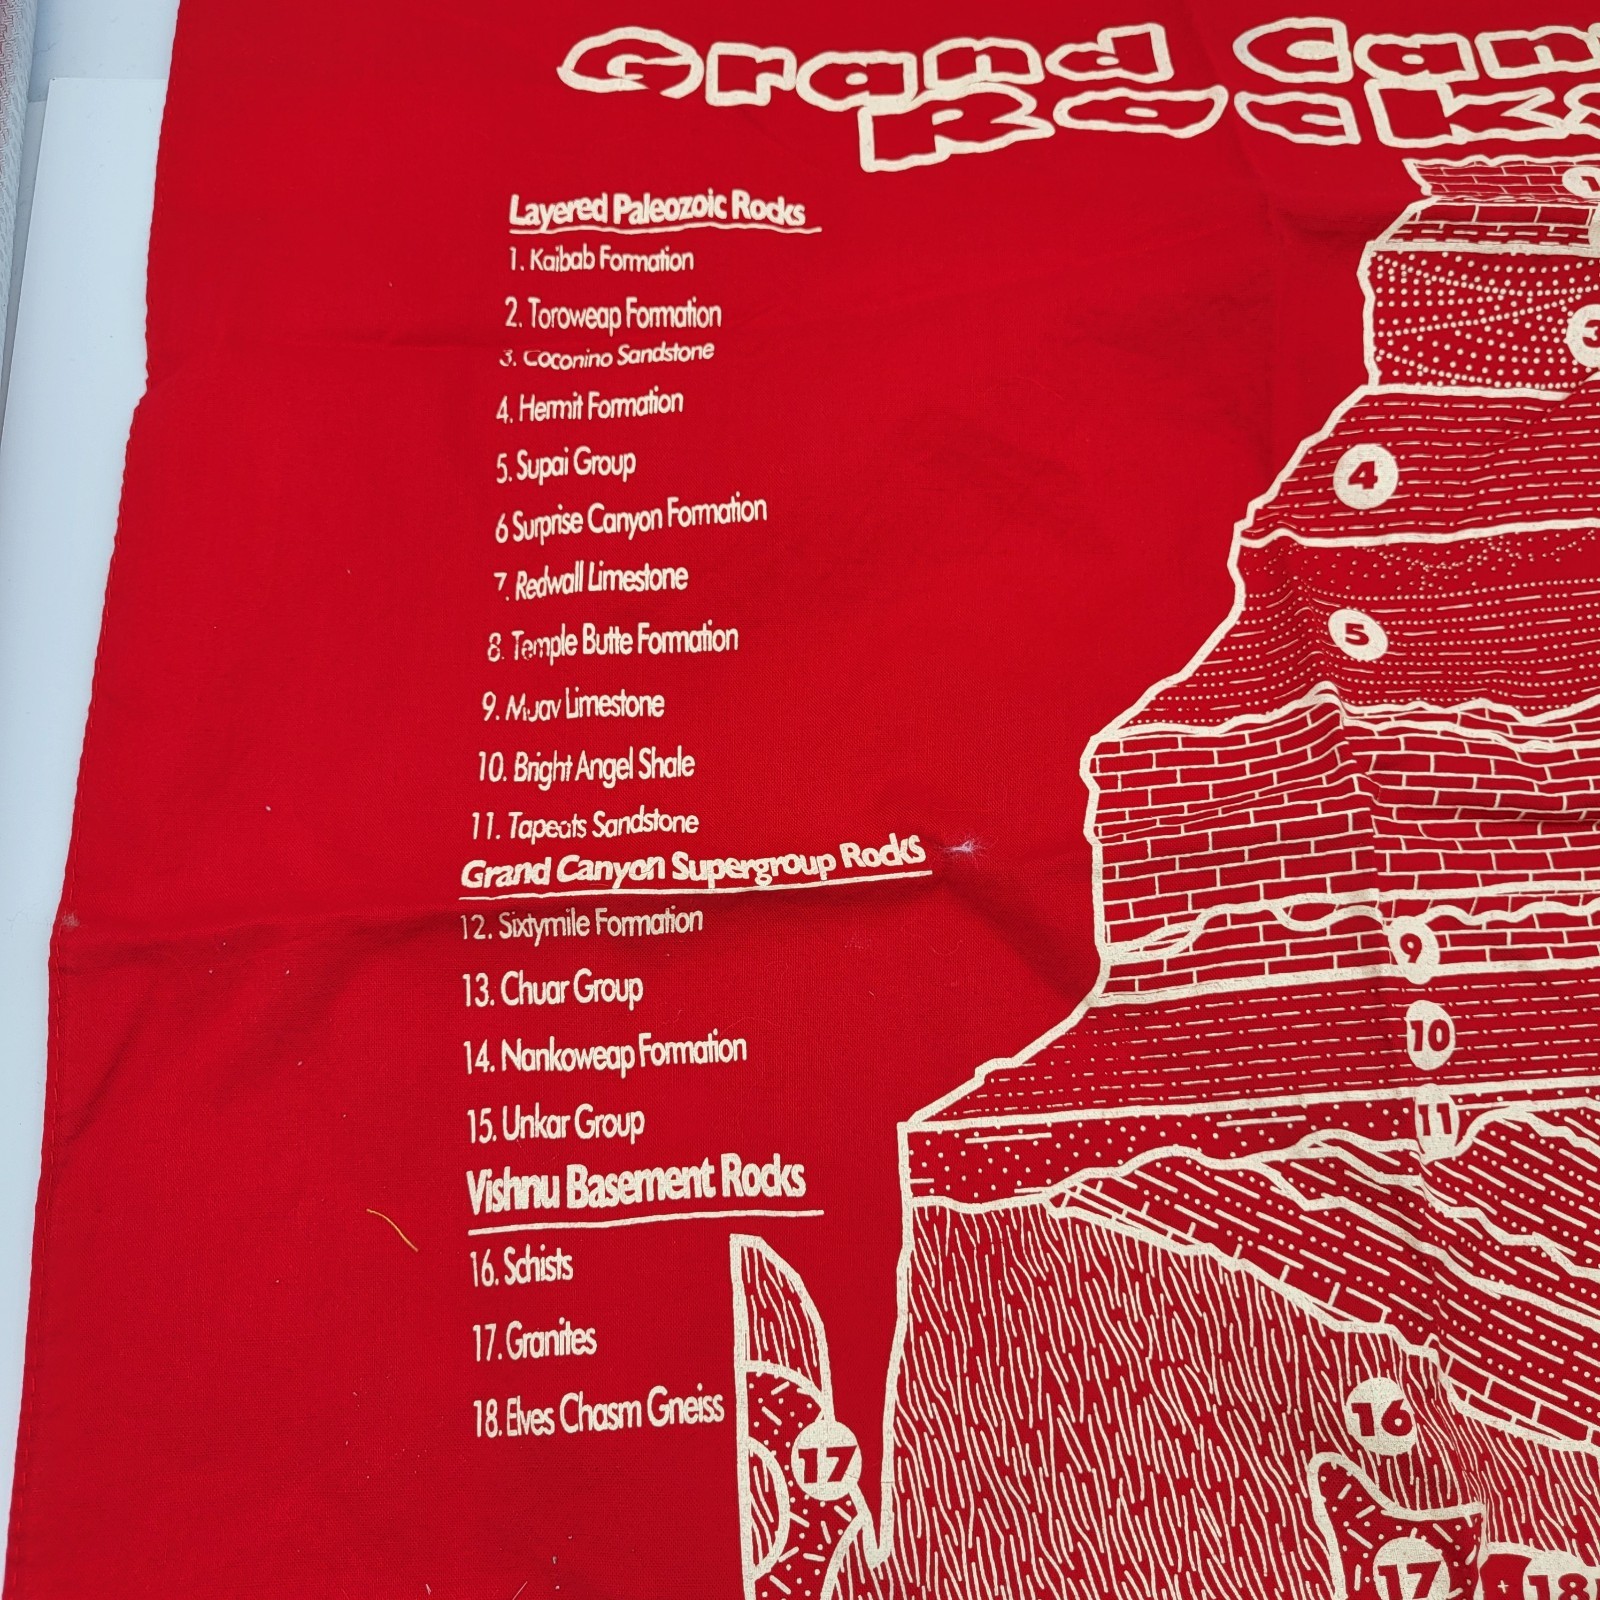 Grand Can
Rocks
Layered Paleozoic Rocks
1. Kaibab Formation
2. Toroweap Formation
3. Coconino Sandstone
4. Hermit Formation
5. Supai Group
6 Surprise Canyon Formation
7. Redwall Limestone
8. Temple Butte Formation
9. Muav Limestone
10. Bright Angel Shale
11. Tapeats Sandstone
Grand Canyon Supergroup Rocks
12. Sixtymile Formation
13. Chuar Group
14. Nankoweap Formation
15. Unkar Group
Vishnu Basement Rocks
16. Schists
17. Granites
18. Elves Chasm Gneiss
1
3
4
5
9
10
11
16
17
17
18